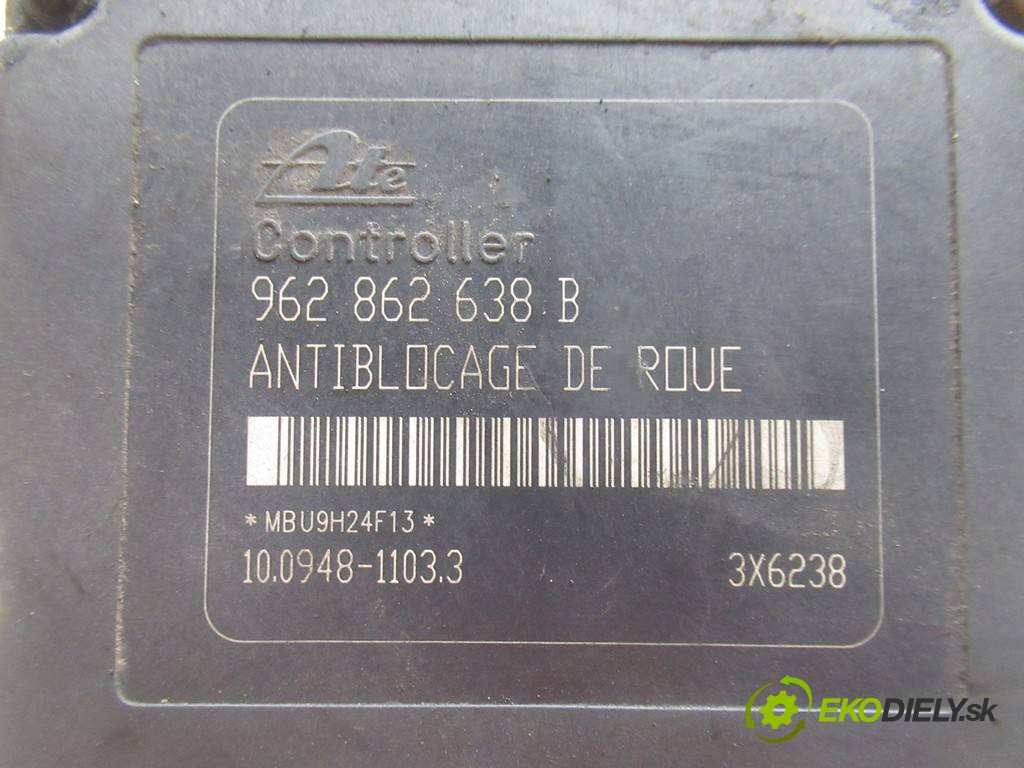 Ate
Controller
962 862 638 B
ANTIBLOCAGE DE ROUE
*MBU9H24F13*
10.0948-1103.3 3X6238
EKODIELY.sk